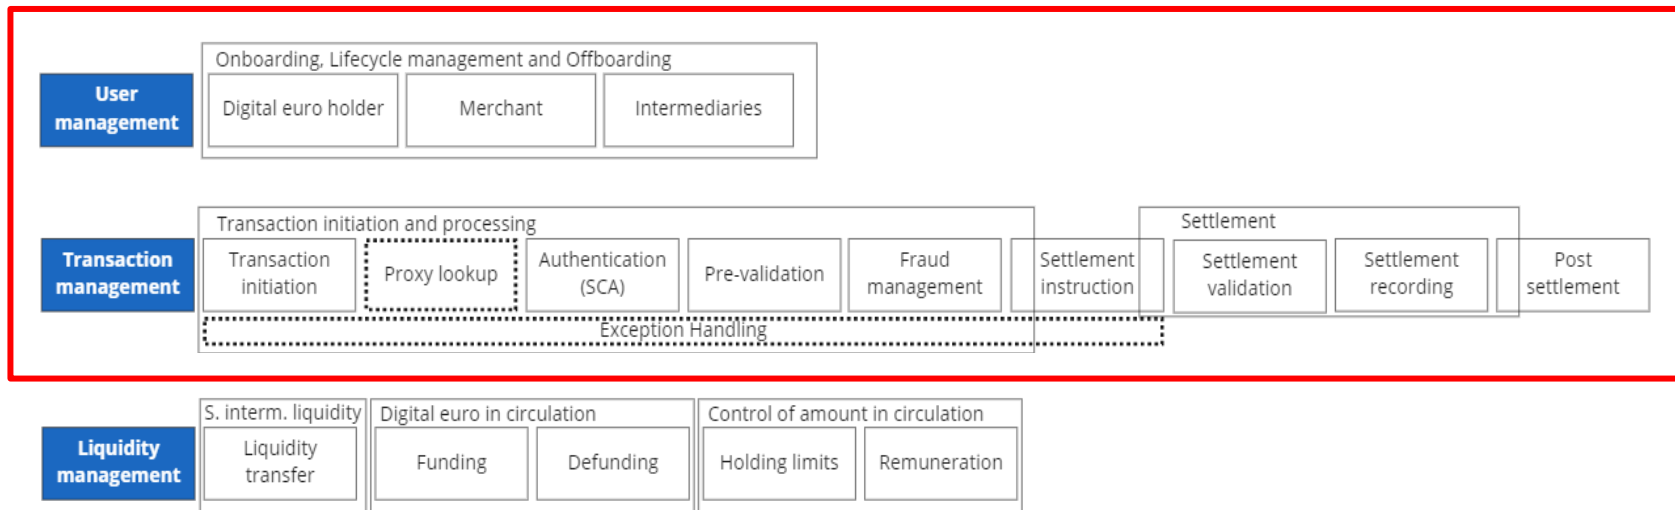 Onboarding, Lifecycle management and Offboarding
User
management
Digital euro holder
Merchant
Intermediaries
Transaction initiation and processing
Settlement
Transaction
management
Transaction
initiation
Proxy lookup
Authentication
(SCA)
Pre-validation
Fraud
management
Settlement
instruction
Settlement
validation
Settlement
recording
Post
settlement
Exception Handling
S. interm. liquidity
Digital euro in circulation
Control of amount in circulation
Liquidity
management
Liquidity
transfer
Funding
Defunding
Holding limits
Remuneration